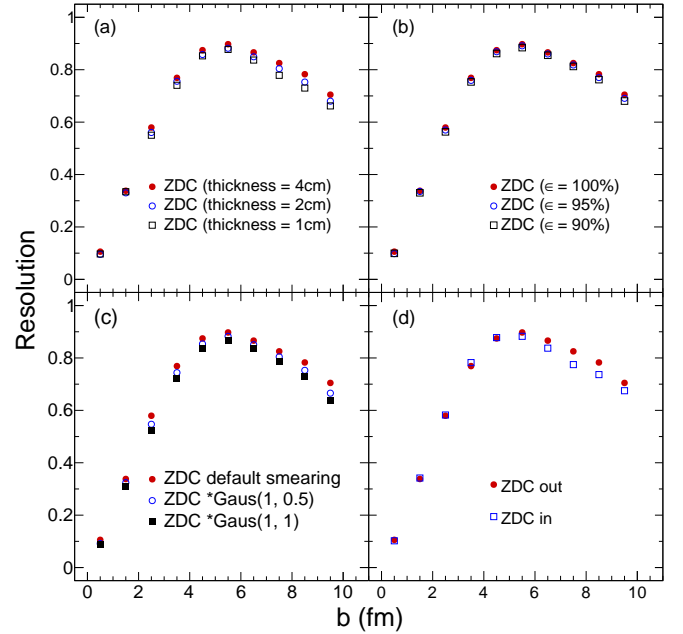 Resolution
(a)
1
0.8
0.6
0.4
0.2
0
ZDC (thickness = 4cm)
ZDC (thickness = 2cm)
ZDC (thickness = 1cm)
(b)
ZDC (ϵ = 100%)
ZDC (ϵ = 95%)
ZDC (ϵ = 90%)
(c)
1
0.8
0.6
0.4
0.2
0
ZDC default smearing
ZDC *Gaus(1, 0.5)
ZDC *Gaus(1, 1)
0 2 4 6 8 10
(d)
ZDC out
ZDC in
0 2 4 6 8 10
b (fm)